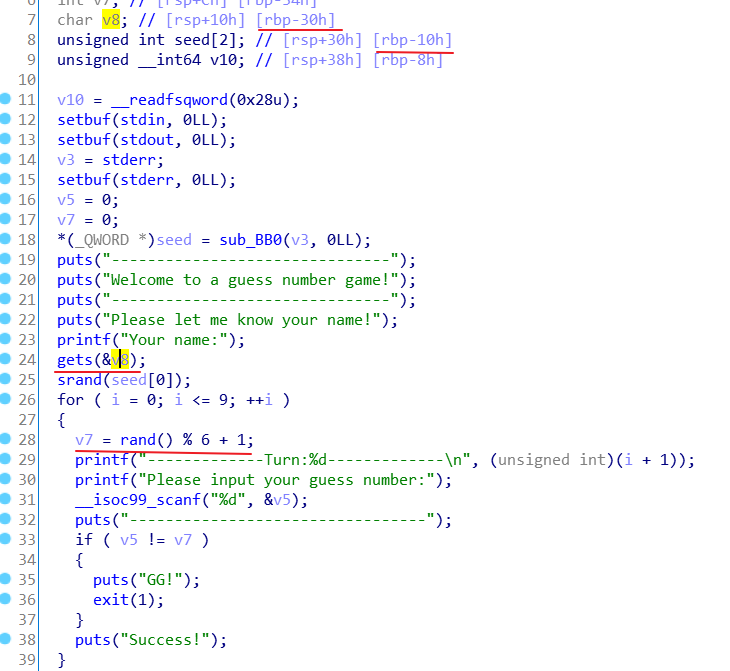 6 int v7; // [rsp+Ch] [rbp-34h]
7 char v8; // [rsp+10h] [rbp-30h]
8 unsigned int seed[2]; // [rsp+30h] [rbp-10h]
9 unsigned __int64 v10; // [rsp+38h] [rbp-8h]
10
11 v10 = __readfsqword(0x28u);
12 setbuf(stdin, 0LL);
13 setbuf(stdout, 0LL);
14 v3 = stderr;
15 setbuf(stderr, 0LL);
16 v5 = 0;
17 v7 = 0;
18 *(_QWORD *)seed = sub_BB0(v3, 0LL);
19 puts("-------------------------------");
20 puts("Welcome to a guess number game!");
21 puts("-------------------------------");
22 puts("Please let me know your name!");
23 printf("Your name:");
24 gets(&v8);
25 srand(seed[0]);
26 for ( i = 0; i <= 9; ++i )
27 {
28 v7 = rand() % 6 + 1;
29 printf("-------------Turn:%d-------------\n", (unsigned int)(i + 1));
30 printf("Please input your guess number:");
31 __isoc99_scanf("%d", &v5);
32 puts("---------------------------------");
33 if ( v5 != v7 )
34 {
35 puts("GG!");
36 exit(1);
37 }
38 puts("Success!");
39 }